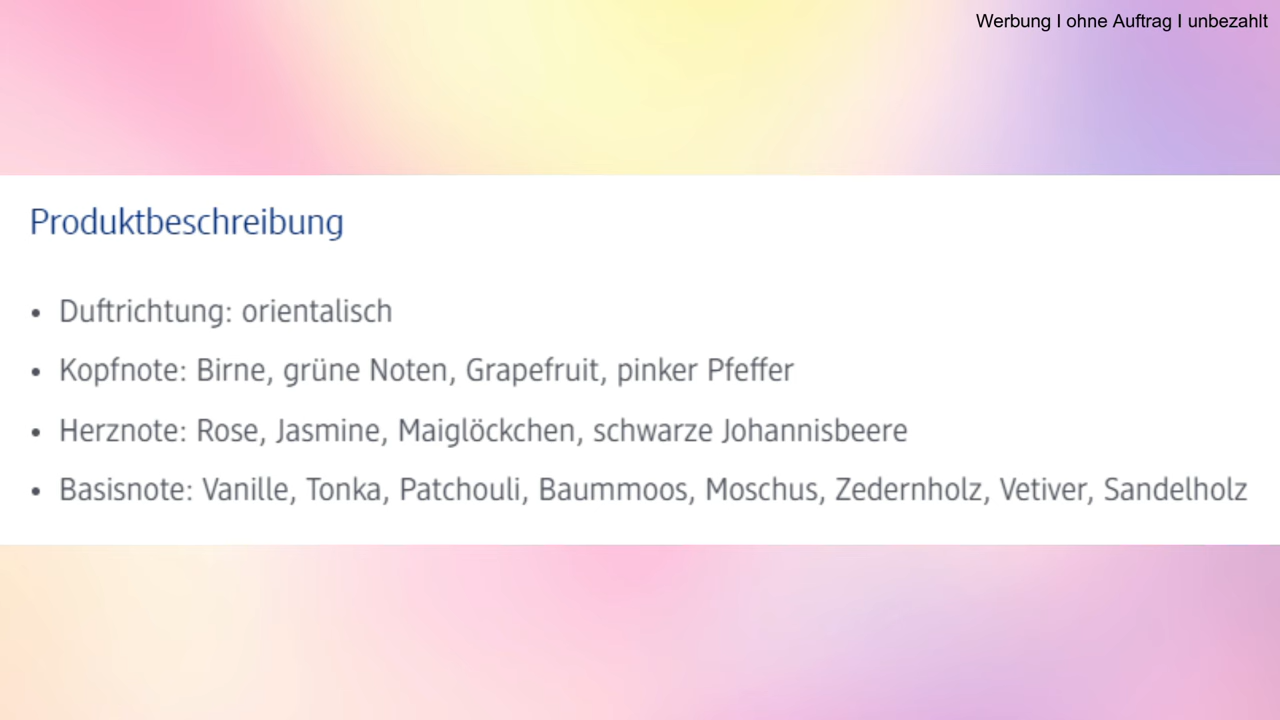 Werbung I ohne Auftrag I unbezahlt
Produktbeschreibung
• Duftrichtung: orientalisch
• Kopfnote: Birne, grüne Noten, Grapefruit, pinker Pfeffer
• Herznote: Rose, Jasmine, Maiglöckchen, schwarze Johannisbeere
• Basisnote: Vanille, Tonka, Patchouli, Baummoos, Moschus, Zedernholz, Vetiver, Sandelholz